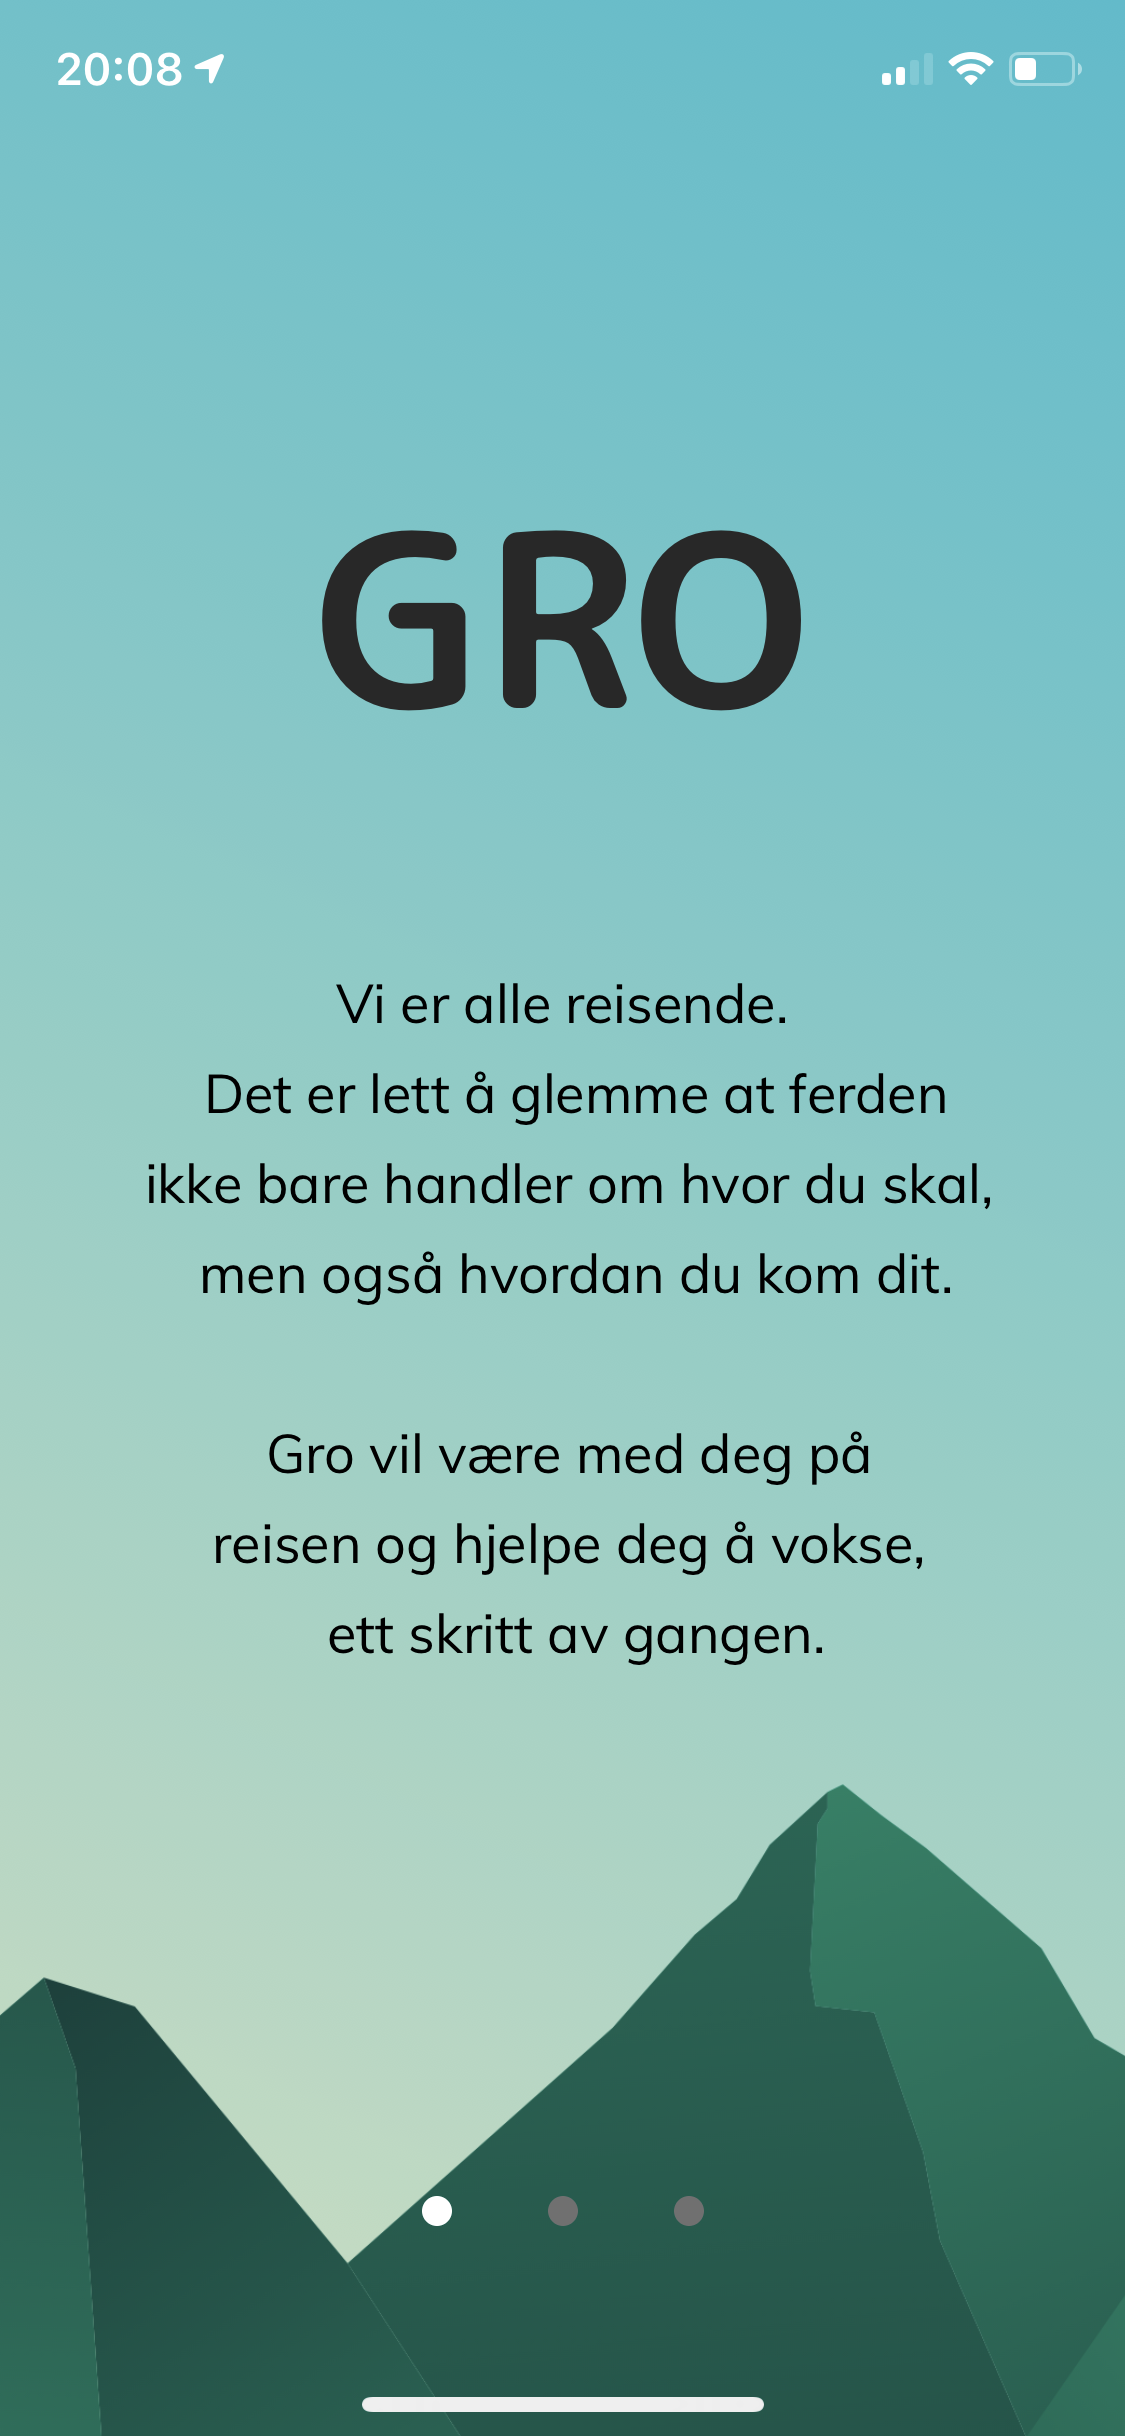 20:08
GRO
Vi er alle reisende.
Det er lett å glemme at ferden
ikke bare handler om hvor du skal,
men også hvordan du kom dit.
Gro vil være med deg på
reisen og hjelpe deg å vokse,
ett skritt av gangen.